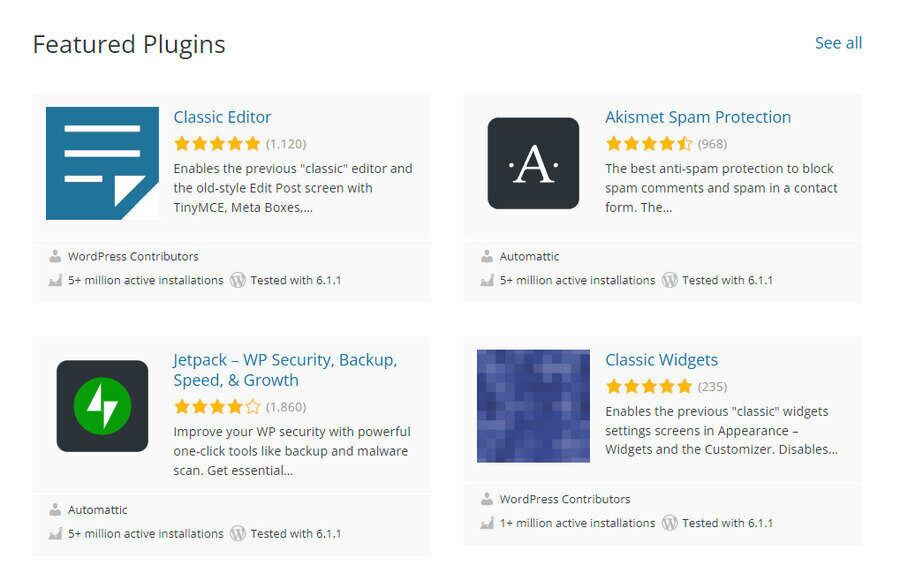 Featured Plugins
See all
Classic Editor
(1,120)
Enables the previous "classic" editor and
the old-style Edit Post screen with
TinyMCE, Meta Boxes,...
WordPress Contributors
5+ million active installations
Tested with 6.1.1
A
Akismet Spam Protection
(968)
The best anti-spam protection to block
spam comments and spam in a contact
form. The...
Automattic
5+ million active installations
Tested with 6.1.1
Jetpack – WP Security, Backup,
Speed, & Growth
(1,860)
Improve your WP security with powerful
one-click tools like backup and malware
scan. Get essential...
Automattic
5+ million active installations
Tested with 6.1.1
Classic Widgets
(235)
Enables the previous "classic" widgets
settings screens in Appearance –
Widgets and the Customizer. Disables...
WordPress Contributors
1+ million active installations
Tested with 6.1.1